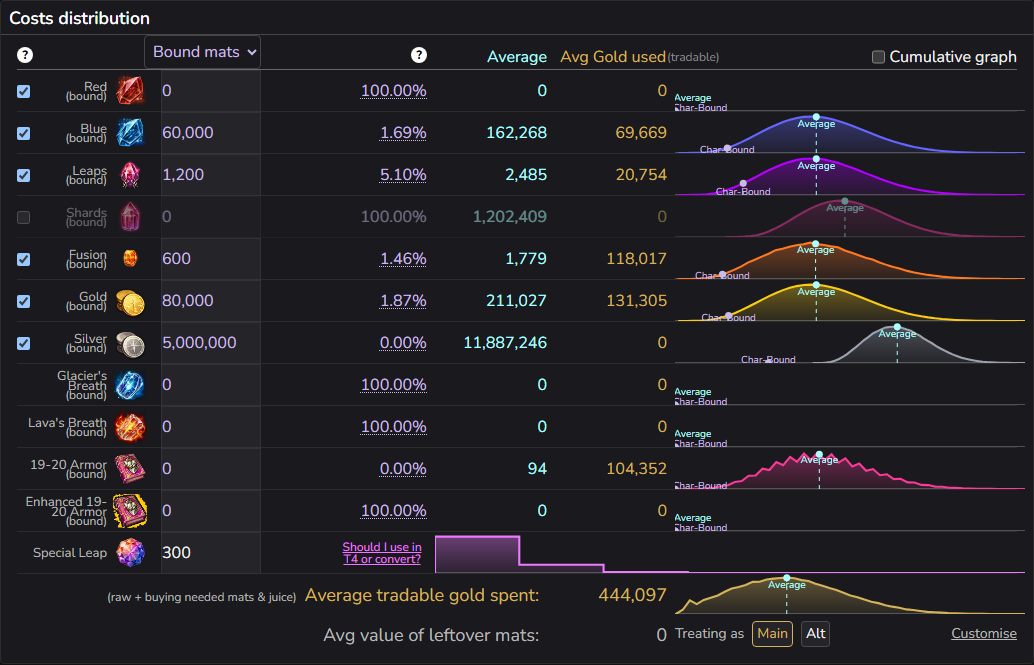 Costs distribution
? Bound mats ? Average Avg Gold used (tradable) Cumulative graph
Red (bound) 0 100.00% 0 0 Average Char-Bound
Blue (bound) 60,000 1.69% 162,268 69,669 Average Char-Bound
Leaps (bound) 1,200 5.10% 2,485 20,754 Average Char-Bound
Shards (bound) 0 100.00% 1,202,409 0 Average
Fusion (bound) 600 1.46% 1,779 118,017 Average Char-Bound
Gold (bound) 80,000 1.87% 211,027 131,305 Average Char-Bound
Silver (bound) 5,000,000 0.00% 11,887,246 0 Average Char-Bound
Glacier's Breath (bound) 0 100.00% 0 0 Average Char-Bound
Lava's Breath (bound) 0 100.00% 0 0 Average Char-Bound
19-20 Armor (bound) 0 0.00% 94 104,352 Average Char-Bound
Enhanced 19-20 Armor (bound) 0 100.00% 0 0 Average Char-Bound
Special Leap 300 Should I use in T4 or convert?
(raw + buying needed mats & juice) Average tradable gold spent: 444,097 Average
Avg value of leftover mats: 0 Treating as Main Alt Customise